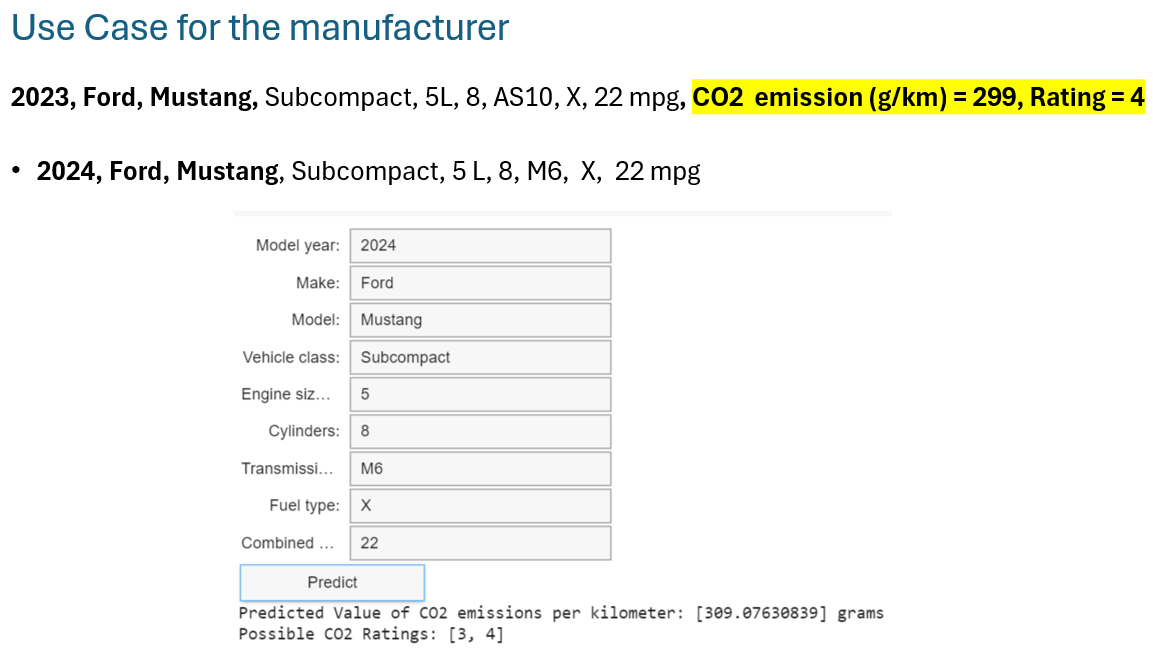 Use Case for the manufacturer
2023, Ford, Mustang, Subcompact, 5L, 8, AS10, X, 22 mpg, CO2 emission (g/km) = 299, Rating = 4
• 2024, Ford, Mustang, Subcompact, 5 L, 8, M6, X, 22 mpg
Model year: 2024
Make: Ford
Model: Mustang
Vehicle class: Subcompact
Engine siz... 5
Cylinders: 8
Transmissi... M6
Fuel type: X
Combined ... 22
Predict
Predicted Value of CO2 emissions per kilometer: [309.07630839] grams
Possible CO2 Ratings: [3, 4]